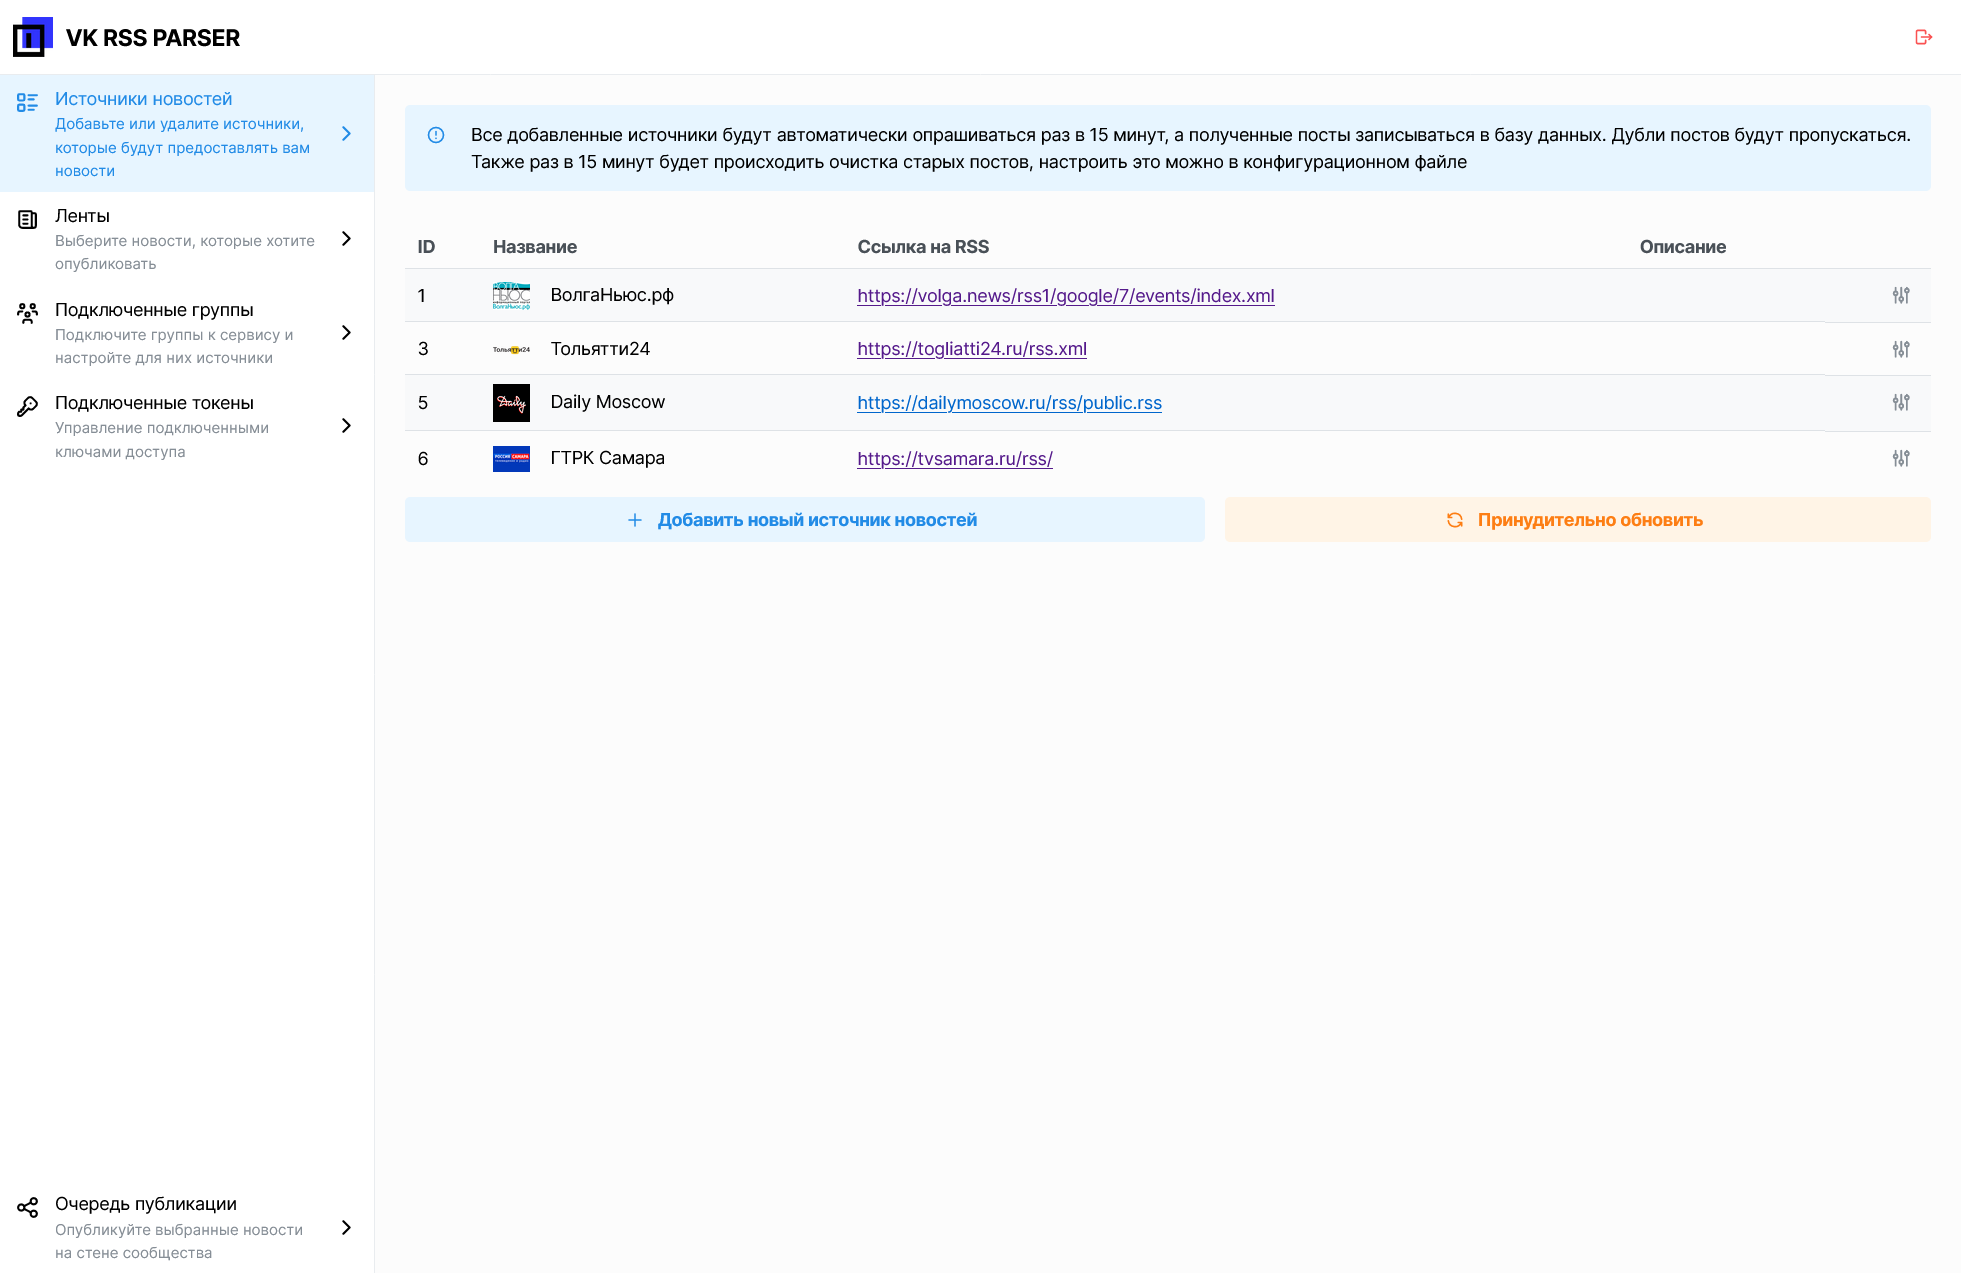 VK RSS PARSER
Источники новостей
Добавьте или удалите источники,
которые будут предоставлять вам
новости
Ленты
Выберите новости, которые хотите
опубликовать
Подключенные группы
Подключите группы к сервису и
настройте для них источники
Подключенные токены
Управление подключенными
ключами доступа
Очередь публикации
Опубликуйте выбранные новости
на стене сообщества
Все добавленные источники будут автоматически опрашиваться раз в 15 минут, а полученные посты записываться в базу данных. Дубли постов будут пропускаться.
Также раз в 15 минут будет происходить очистка старых постов, настроить это можно в конфигурационном файле
ID Название Ссылка на RSS Описание
1 ВолгаНьюс.рф https://volga.news/rss1/google/7/events/index.xml
3 Тольятти24 Тольятти24 https://togliatti24.ru/rss.xml
5 Daily Daily Moscow https://dailymoscow.ru/rss/public.rss
6 РОССИЯ САМАРА ГТРК Самара https://tvsamara.ru/rss/
Добавить новый источник новостей Принудительно обновить